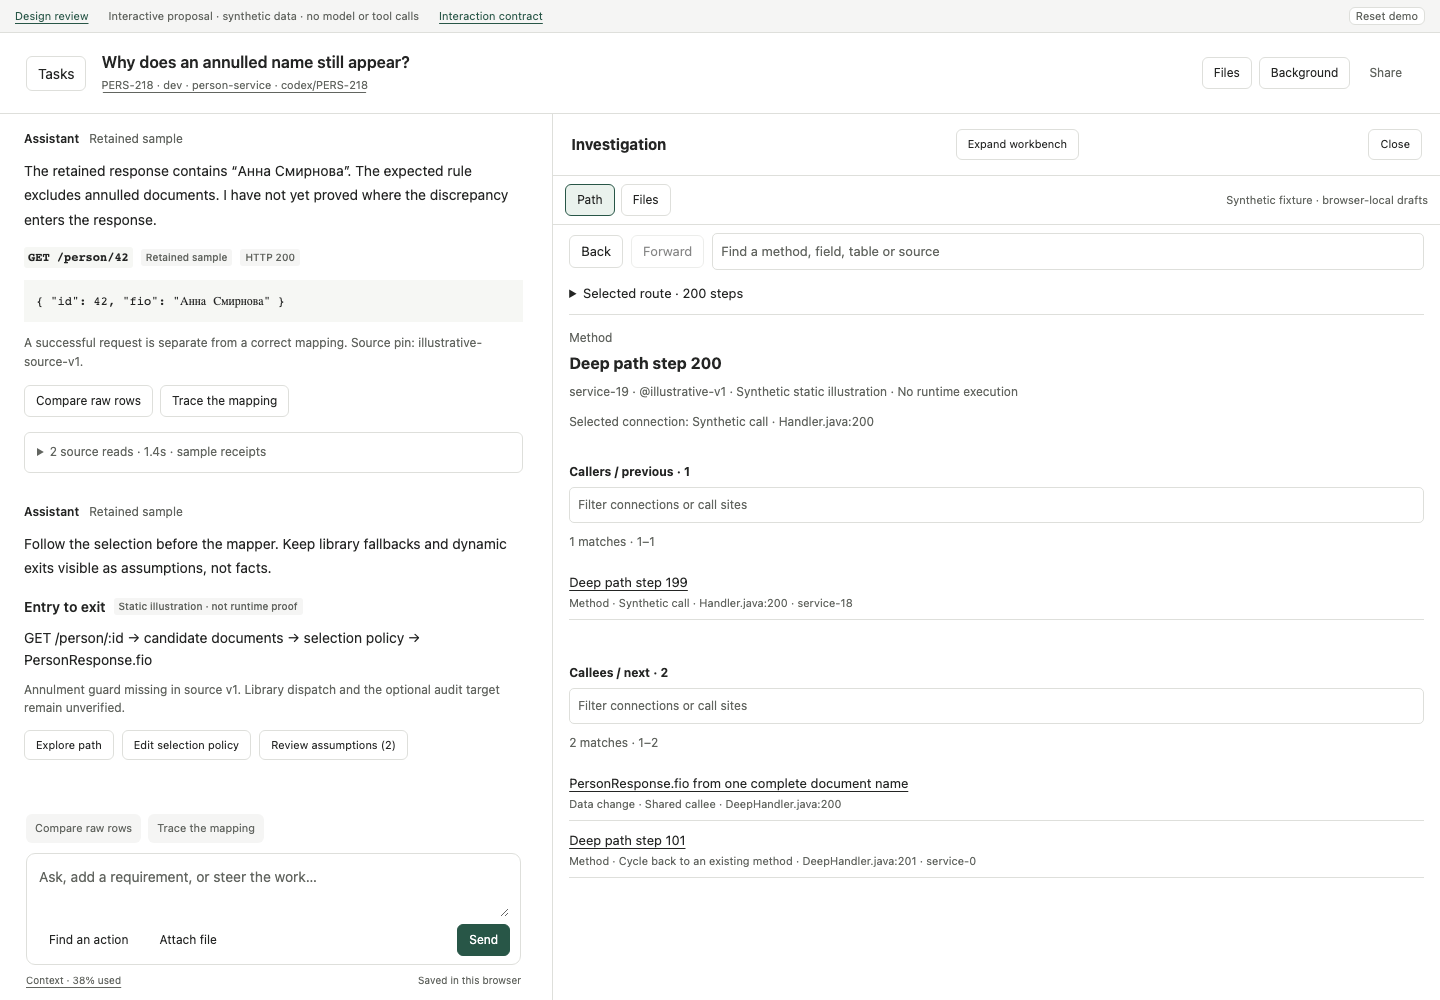 Design review
Interactive proposal · synthetic data · no model or tool calls
Interaction contract
Reset demo
Tasks
Why does an annulled name still appear?
PERS-218 · dev · person-service · codex/PERS-218
Files
Background
Share
Assistant Retained sample
The retained response contains “Анна Смирнова”. The expected rule
excludes annulled documents. I have not yet proved where the discrepancy
enters the response.
GET /person/42 Retained sample HTTP 200
{ "id": 42, "fio": "Анна Смирнова" }
A successful request is separate from a correct mapping. Source pin: illustrative-
source-v1.
Compare raw rows
Trace the mapping
2 source reads · 1.4s · sample receipts
Assistant Retained sample
Follow the selection before the mapper. Keep library fallbacks and dynamic
exits visible as assumptions, not facts.
Entry to exit Static illustration · not runtime proof
GET /person/:id → candidate documents → selection policy →
PersonResponse.fio
Annulment guard missing in source v1. Library dispatch and the optional audit target
remain unverified.
Explore path
Edit selection policy
Review assumptions (2)
Compare raw rows
Trace the mapping
Ask, add a requirement, or steer the work...
Find an action
Attach file
Send
Context · 38% used
Saved in this browser
Investigation
Expand workbench
Close
Path
Files
Synthetic fixture · browser-local drafts
Back
Forward
Find a method, field, table or source
Selected route · 200 steps
Method
Deep path step 200
service-19 · @illustrative-v1 · Synthetic static illustration · No runtime execution
Selected connection: Synthetic call · Handler.java:200
Callers / previous · 1
Filter connections or call sites
1 matches · 1–1
Deep path step 199
Method · Synthetic call · Handler.java:200 · service-18
Callees / next · 2
Filter connections or call sites
2 matches · 1–2
PersonResponse.fio from one complete document name
Data change · Shared callee · DeepHandler.java:200
Deep path step 101
Method · Cycle back to an existing method · DeepHandler.java:201 · service-0